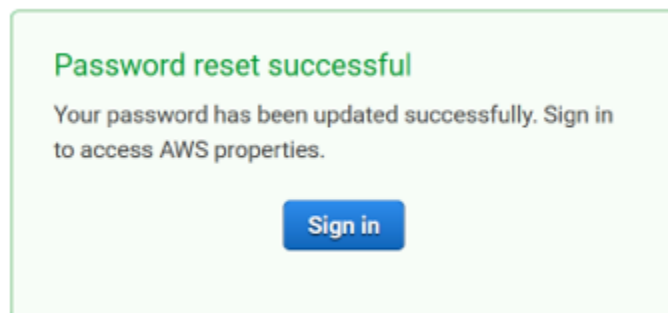 Password reset successful
Your password has been updated successfully. Sign in
to access AWS properties.
Sign in